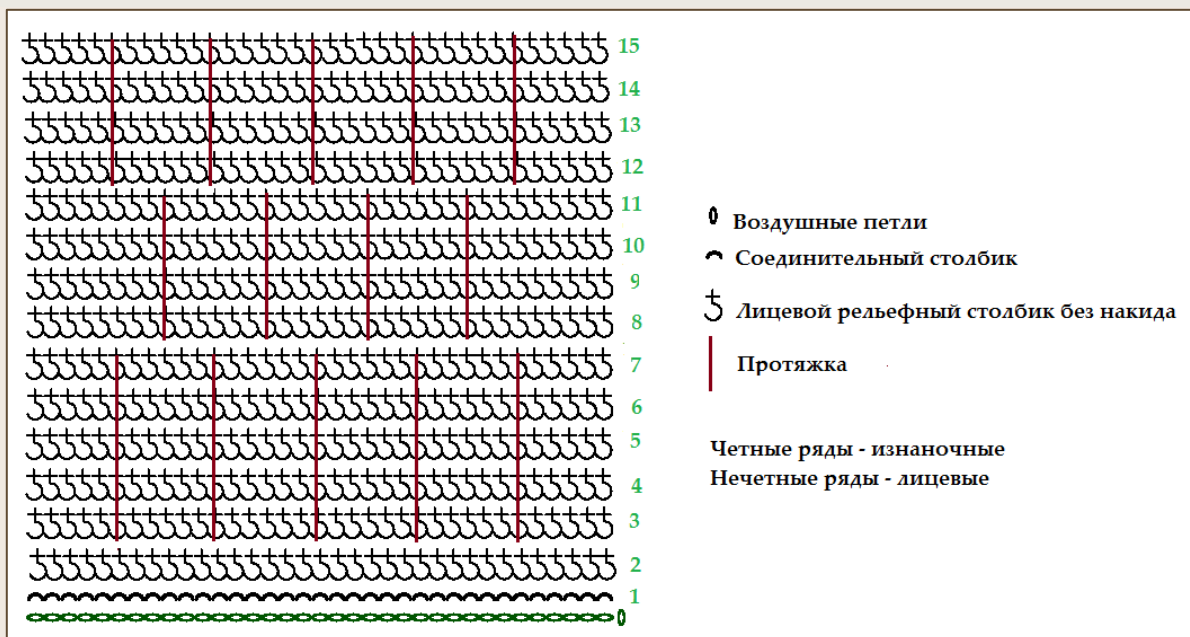 15
14
13
12
11
10
9
8
7
6
5
4
3
2
1
Воздушные петли
Соединительный столбик
Лицевой рельефный столбик без накида
Протяжка
Четные ряды - изнаночные
Нечетные ряды - лицевые